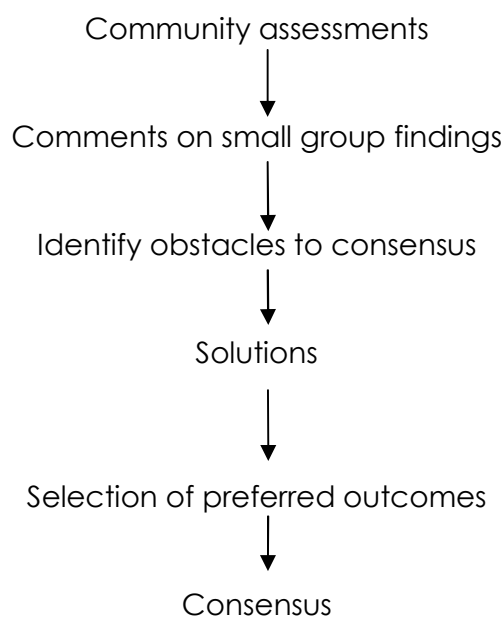 Community assessments
Comments on small group findings
Identify obstacles to consensus
Solutions
Selection of preferred outcomes
Consensus